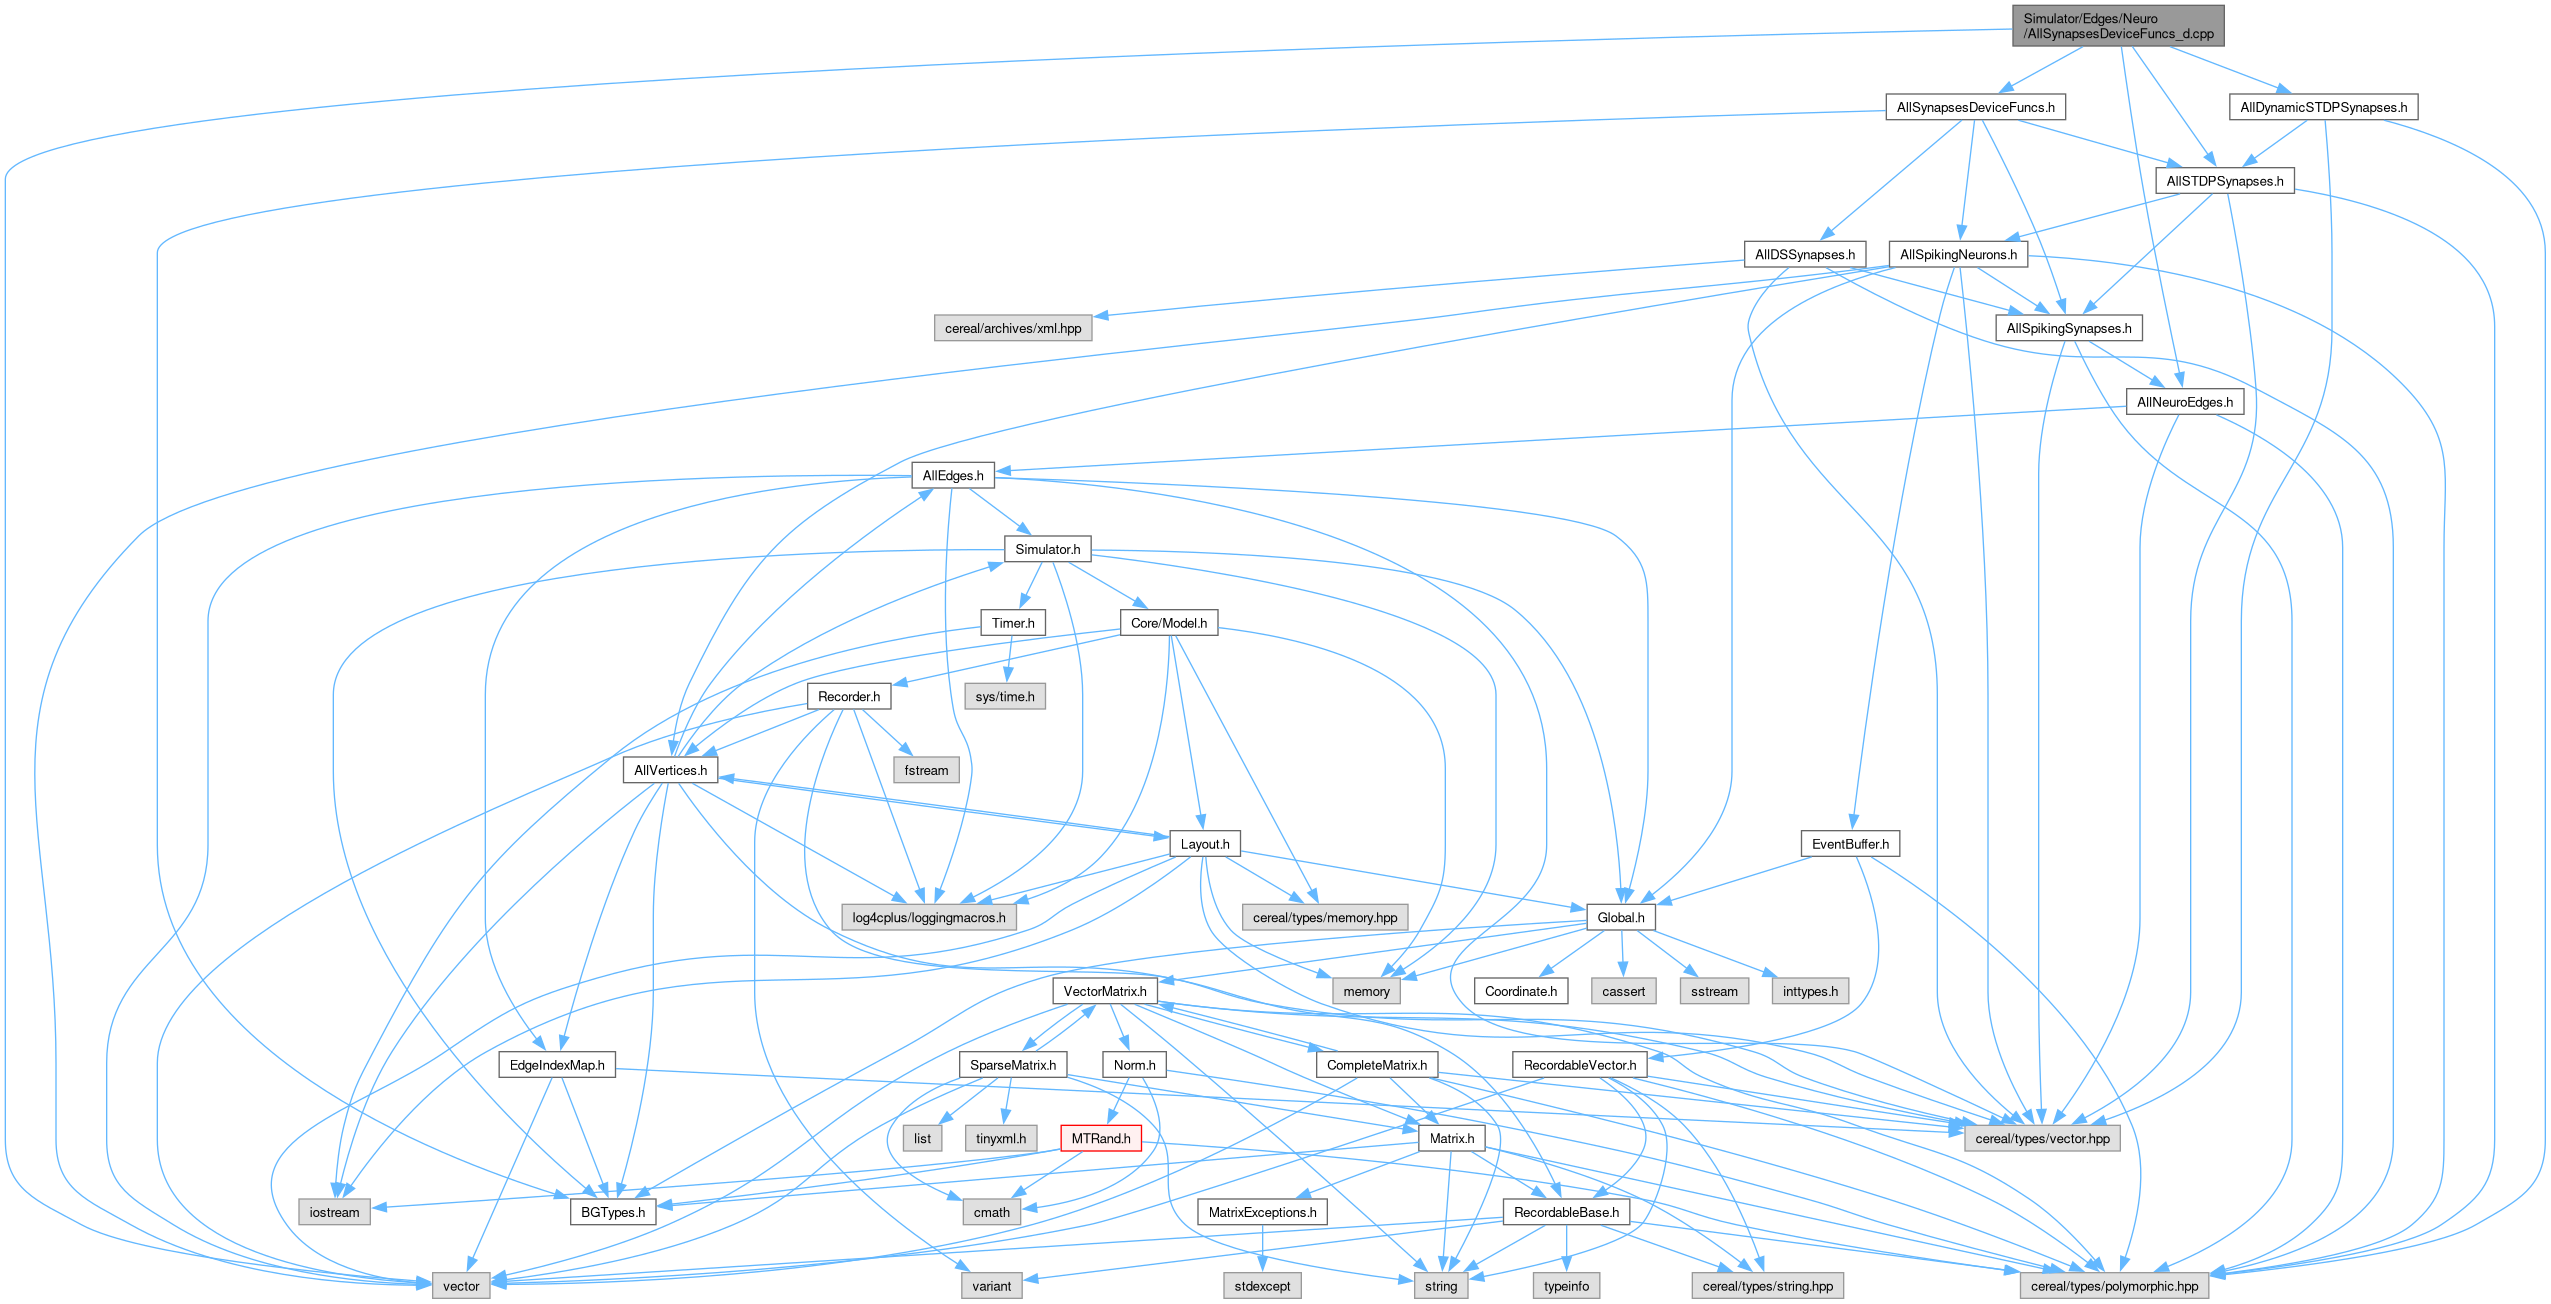 Simulator/Edges/Neuro
/AllSynapsesDeviceFuncs_d.cpp
AllSynapsesDeviceFuncs.h
AllDynamicSTDPSynapses.h
AllSTDPSynapses.h
AllDSSynapses.h
AllSpikingNeurons.h
cereal/archives/xml.hpp
AllSpikingSynapses.h
AllNeuroEdges.h
AllEdges.h
Simulator.h
Timer.h
Core/Model.h
Recorder.h
sys/time.h
AllVertices.h
fstream
Layout.h
EventBuffer.h
log4cplus/loggingmacros.h
cereal/types/memory.hpp
Global.h
VectorMatrix.h
memory
Coordinate.h
cassert
sstream
inttypes.h
EdgeIndexMap.h
SparseMatrix.h
Norm.h
CompleteMatrix.h
RecordableVector.h
list
tinyxml.h
MTRand.h
Matrix.h
cereal/types/vector.hpp
iostream
BGTypes.h
cmath
MatrixExceptions.h
RecordableBase.h
vector
variant
stdexcept
string
typeinfo
cereal/types/string.hpp
cereal/types/polymorphic.hpp